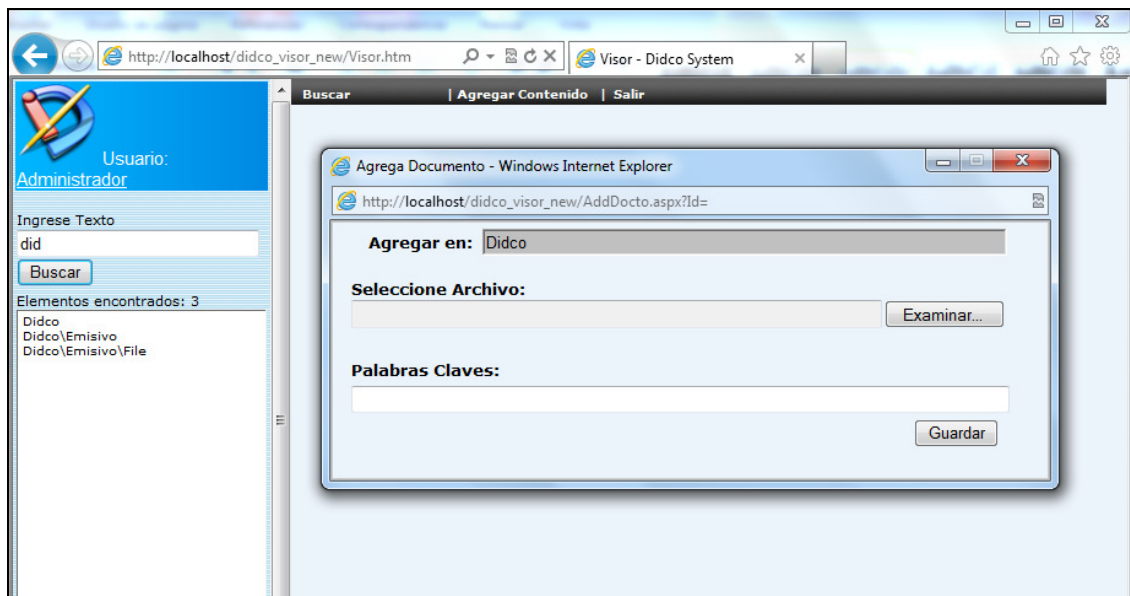 http://localhost/didco_visor_new/Visor.htm
Visor - Didco System
Buscar | Agregar Contenido | Salir
Usuario:
Administrador
Ingrese Texto
did
Buscar
Elementos encontrados: 3
Didco
Didco\Emisivo
Didco\Emisivo\File
Agrega Documento - Windows Internet Explorer
http://localhost/didco_visor_new/AddDocto.aspx?Id=
Agregar en: Didco
Seleccione Archivo:
Examinar...
Palabras Claves:
Guardar